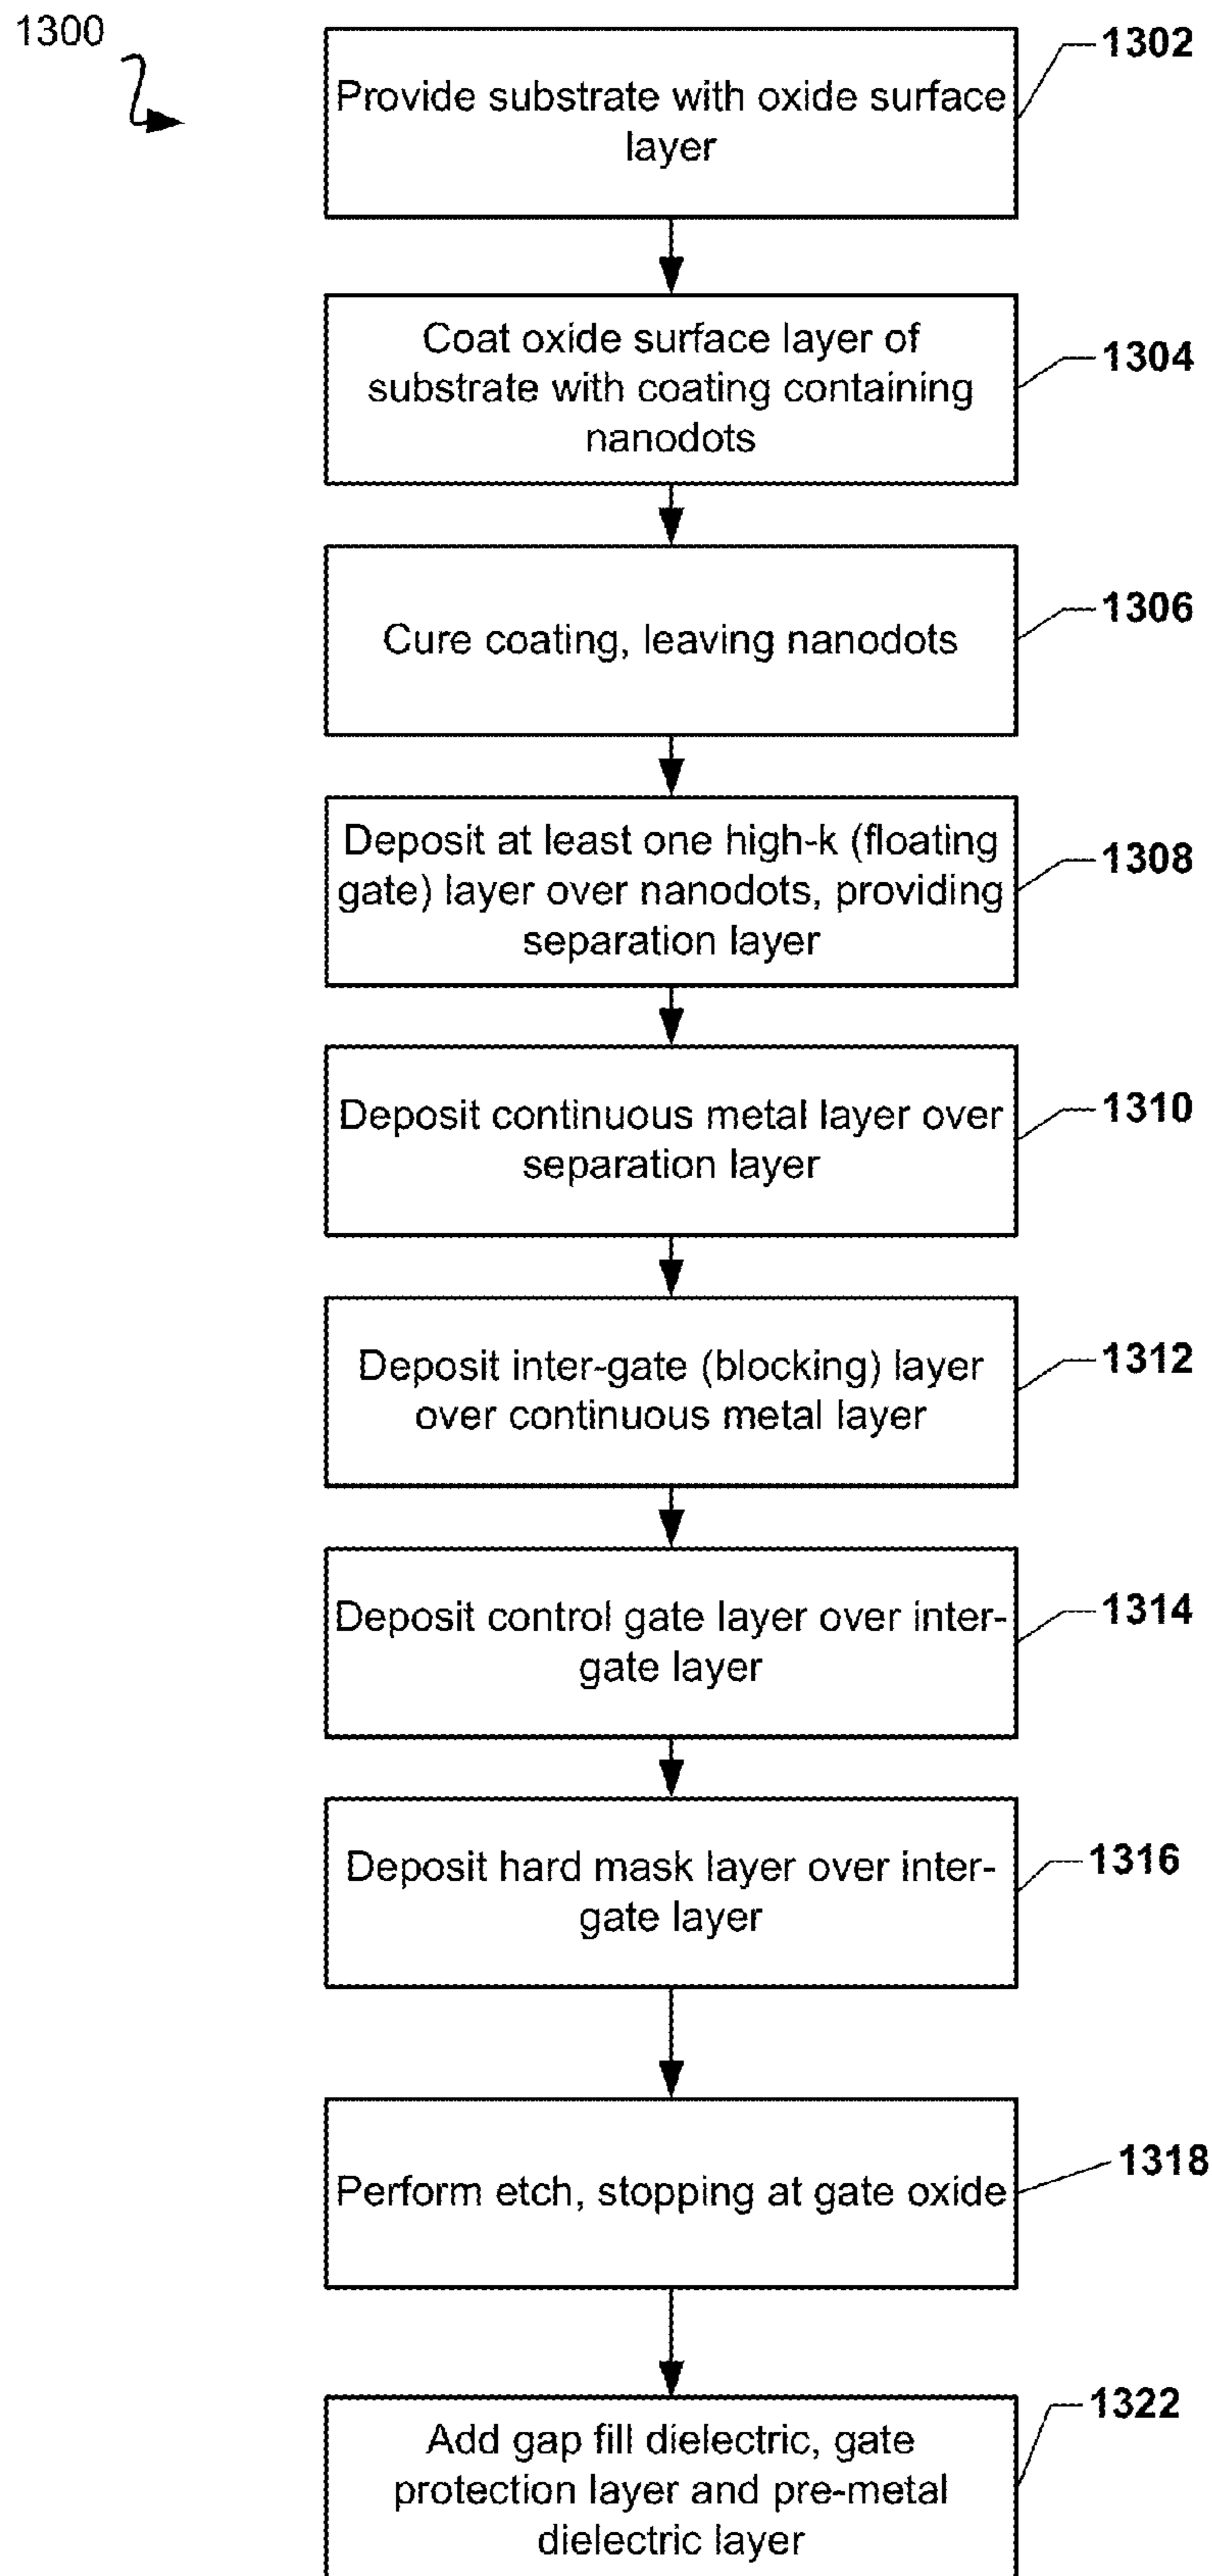 1300
Provide substrate with oxide surface
layer
1302
Coat oxide surface layer of
substrate with coating containing
nanodots
1304
Cure coating, leaving nanodots
1306
Deposit at least one high-k (floating
gate) layer over nanodots, providing
separation layer
1308
Deposit continuous metal layer over
separation layer
1310
Deposit inter-gate (blocking) layer
over continuous metal layer
1312
Deposit control gate layer over inter-
gate layer
1314
Deposit hard mask layer over inter-
gate layer
1316
Perform etch, stopping at gate oxide
1318
Add gap fill dielectric, gate
protection layer and pre-metal
dielectric layer
1322